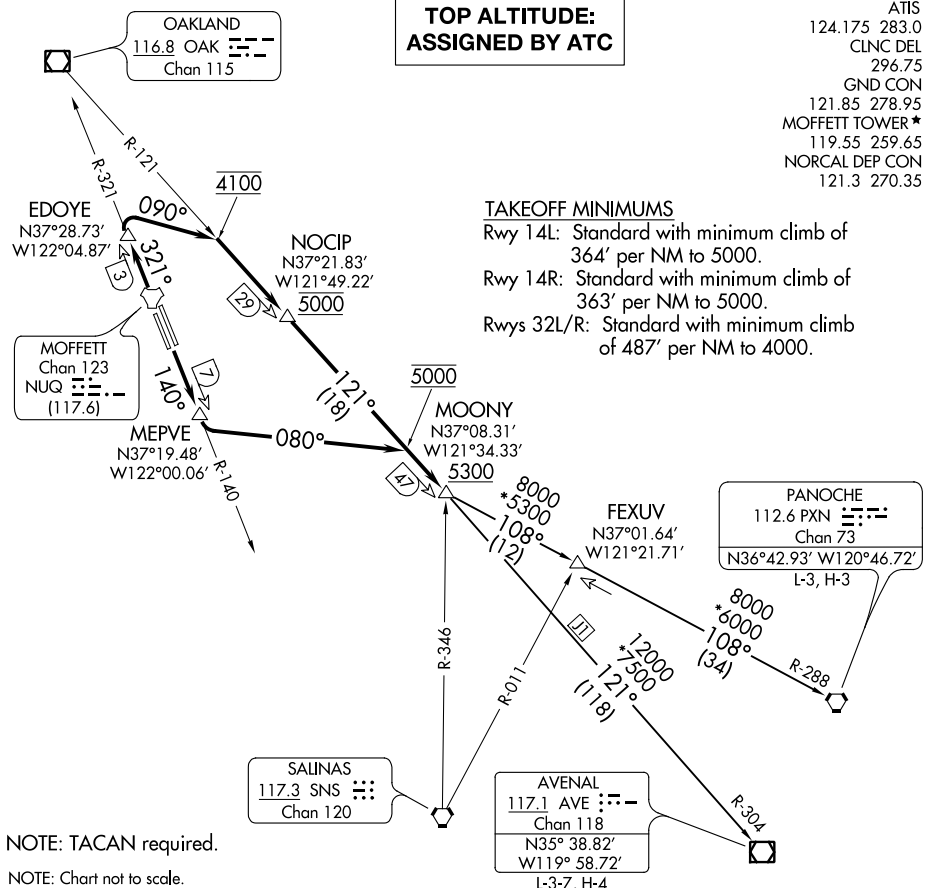 OAKLAND
116.8 OAK
Chan 115
TOP ALTITUDE:
ASSIGNED BY ATC
ATIS
124.175 283.0
CLNC DEL
296.75
GND CON
121.85 278.95
MOFFETT TOWER★
119.55 259.65
NORCAL DEP CON
121.3 270.35
R-121
R-321
4100
090°
EDOYE
N37°28.73'
W122°04.87'
321°
3
NOCIP
N37°21.83'
W121°49.22'
5000
29
TAKEOFF MINIMUMS
Rwy 14L: Standard with minimum climb of
364' per NM to 5000.
Rwy 14R: Standard with minimum climb of
363' per NM to 5000.
Rwys 32L/R: Standard with minimum climb
of 487' per NM to 4000.
MOFFETT
Chan 123
NUQ
(117.6)
140°
7
MEPVE
N37°19.48'
W122°00.06'
R-140
080°
121°
(18)
5000
MOONY
N37°08.31'
W121°34.33'
5300
47
8000
*5300
108°
(12)
FEXUV
N37°01.64'
W121°21.71'
PANOCHE
112.6 PXN
Chan 73
N36°42.93' W120°46.72'
L-3, H-3
8000
*6000
108°
(34)
R-288
J1
12000
*7500
121°
(118)
R-304
R-346
R-011
SALINAS
117.3 SNS
Chan 120
AVENAL
117.1 AVE
Chan 118
N35° 38.82'
W119° 58.72'
L-3-7, H-4
NOTE: TACAN required.
NOTE: Chart not to scale.